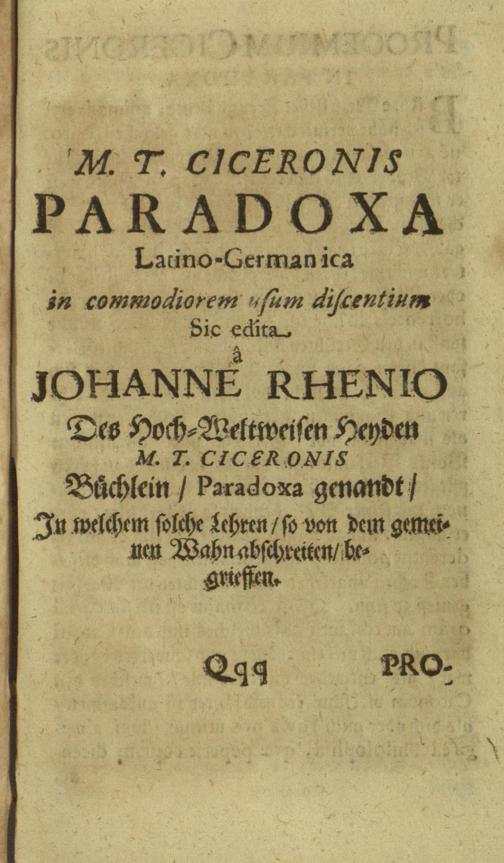 M. T. CICERONIS
PARADOXA
Latino-Germanica
in commodiorem uſum diſcentium
Sic edita
â
JOHANNE RHENIO
Des Hoch-Weltweiſen Heyden
M. T. CICERONIS
Büchlein / Paradoxa genandt /
In welchem ſolche Lehren / ſo von dem gemei-
nen Wahn abſchreiten / be-
grieffen.
Qqq PRO-